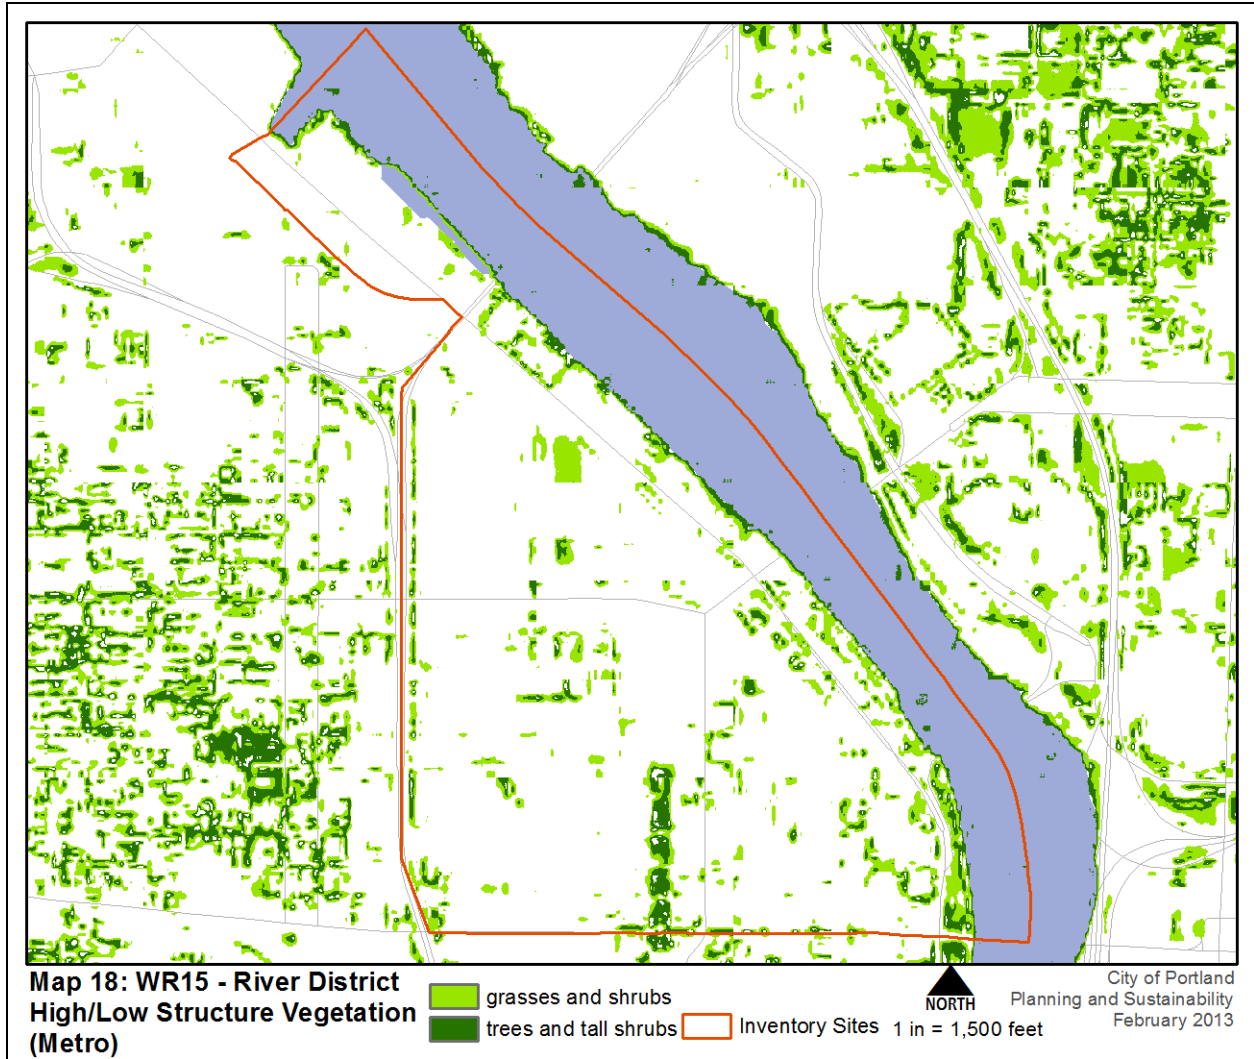 Map 18: WR15 - River District
High/Low Structure Vegetation
(Metro)
grasses and shrubs
trees and tall shrubs
Inventory Sites
NORTH
1 in = 1,500 feet
City of Portland
Planning and Sustainability
February 2013